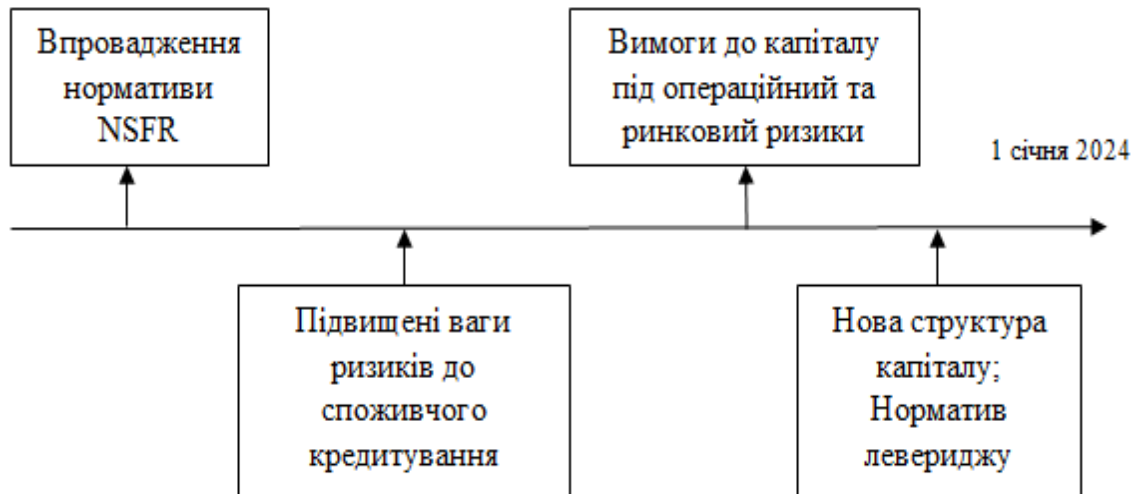 Впровадження
нормативи
NSFR
Вимоги до капіталу
під операційний та
ринковий ризики
1 січня 2024
Підвищені ваги
ризиків до
споживчого
кредитування
Нова структура
капіталу;
Норматив
левериджу